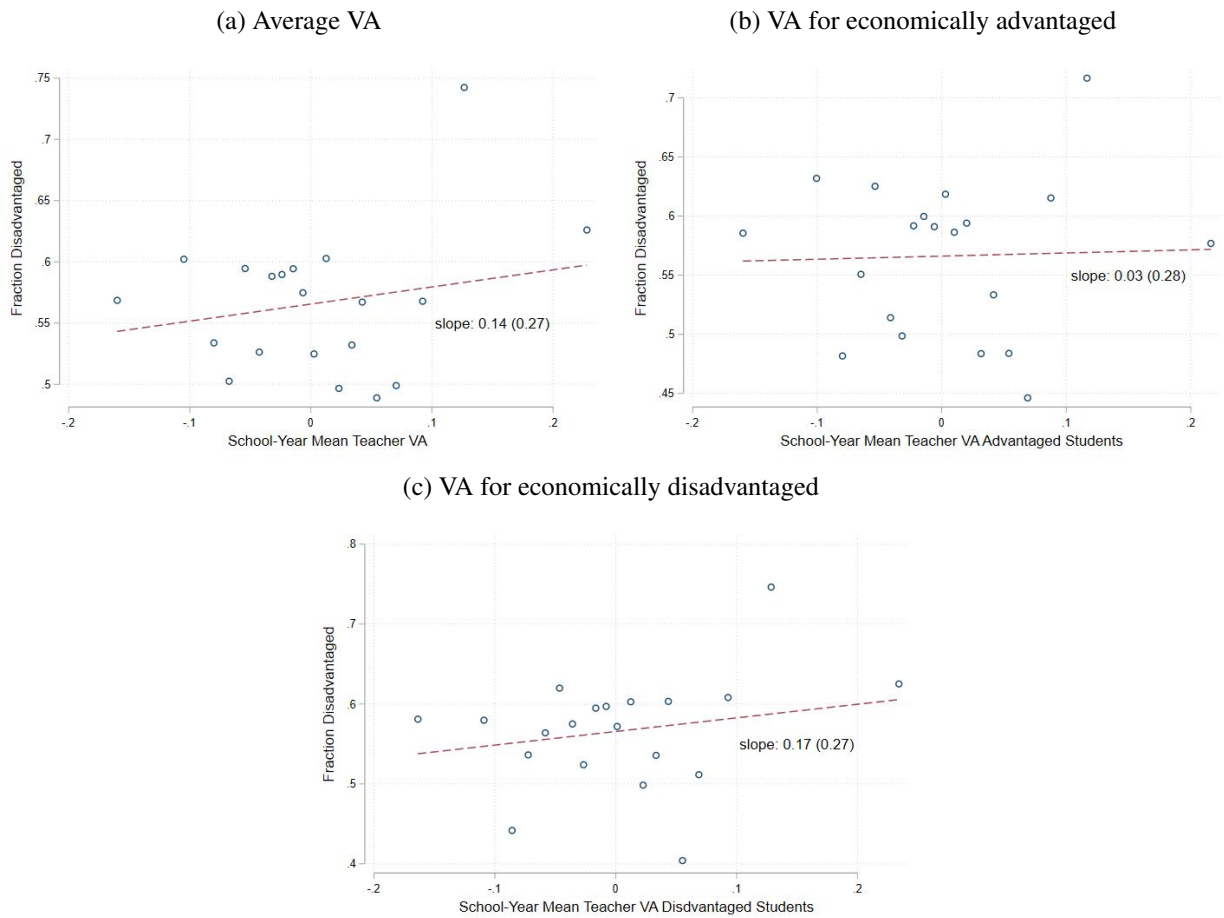 (a) Average VA
(b) VA for economically advantaged
.75
.7
.65
.6
.55
.5
Fraction Disadvantaged
slope: 0.14 (0.27)
-.2
-.1
0
.1
.2
School-Year Mean Teacher VA
.7
.65
.6
.55
.5
.45
Fraction Disadvantaged
slope: 0.03 (0.28)
-.2
-.1
0
.1
.2
School-Year Mean Teacher VA Advantaged Students
(c) VA for economically disadvantaged
.8
.7
.6
.5
.4
Fraction Disadvantaged
slope: 0.17 (0.27)
-.2
-.1
0
.1
.2
School-Year Mean Teacher VA Disdvantaged Students